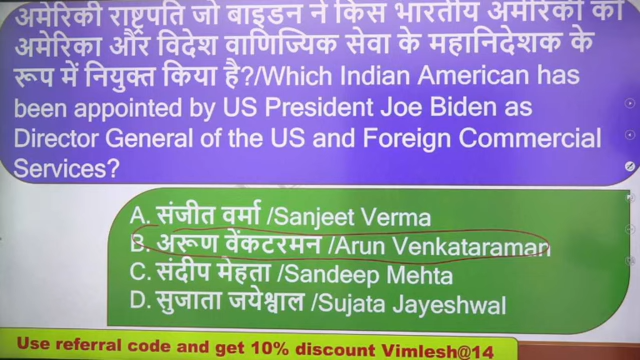 अमेरिकी राष्ट्रपति जो बाइडन ने किस भारतीय अमेरिकी को
अमेरिका और विदेश वाणिज्यिक सेवा के महानिदेशक के
रूप में नियुक्त किया है?/Which Indian American has
been appointed by US President Joe Biden as
Director General of the US and Foreign Commercial
Services?
A. संजीत वर्मा /Sanjeet Verma
B. अरूण वेंकटरमन /Arun Venkataraman
C. संदीप मेहता /Sandeep Mehta
D. सुजाता जयेश्वाल /Sujata Jayeshwal
Use referral code and get 10% discount Vimlesh@14